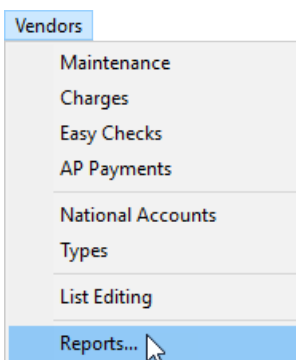 Vendors
Maintenance
Charges
Easy Checks
AP Payments
National Accounts
Types
List Editing
Reports...